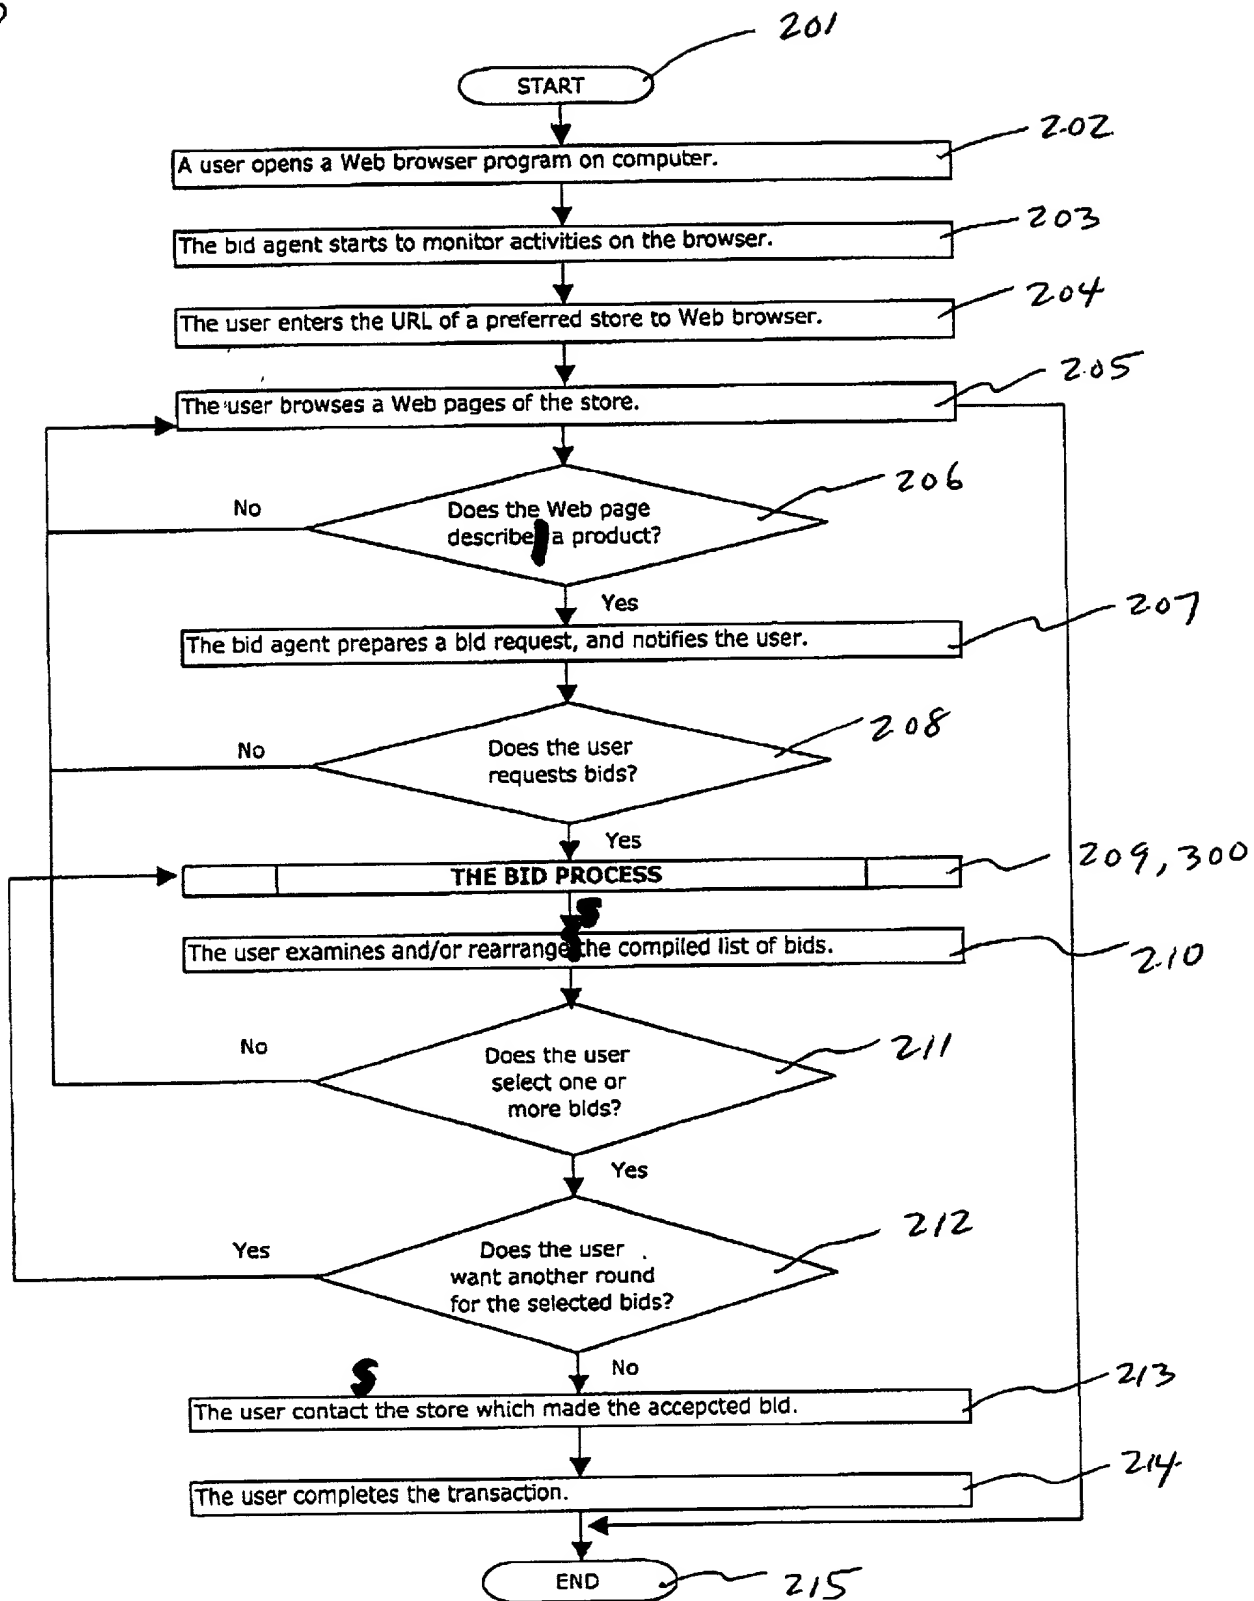 201
START
202
A user opens a Web browser program on computer.
203
The bid agent starts to monitor activities on the browser.
204
The user enters the URL of a preferred store to Web browser.
205
The user browses a Web pages of the store.
206
No
Does the Web page
describe a product?
Yes
207
The bid agent prepares a bid request, and notifies the user.
208
No
Does the user
requests bids?
Yes
209, 300
THE BID PROCESS
s
The user examines and/or rearrange the compiled list of bids.
210
No
211
Does the user
select one or
more bids?
Yes
212
Yes
Does the user
want another round
for the selected bids?
No
s
213
The user contact the store which made the accepcted bid.
214
The user completes the transaction.
END
215